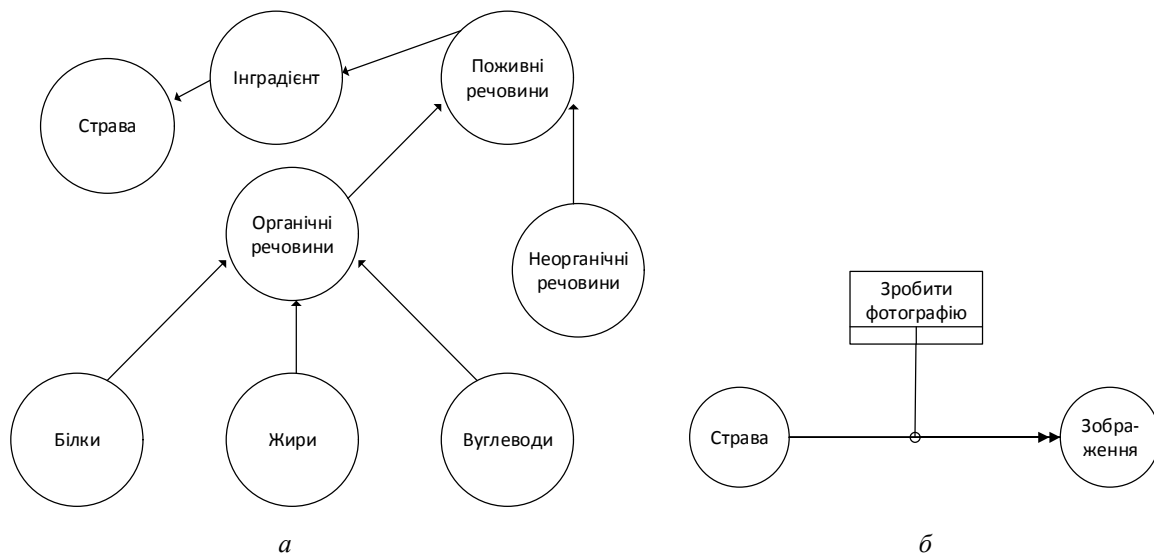 Страва
Інградієнт
Поживні
речовини
Органічні
речовини
Неорганічні
речовини
Білки
Жири
Вуглеводи
а
Зробити
фотографію
Страва
Зобра-
ження
б